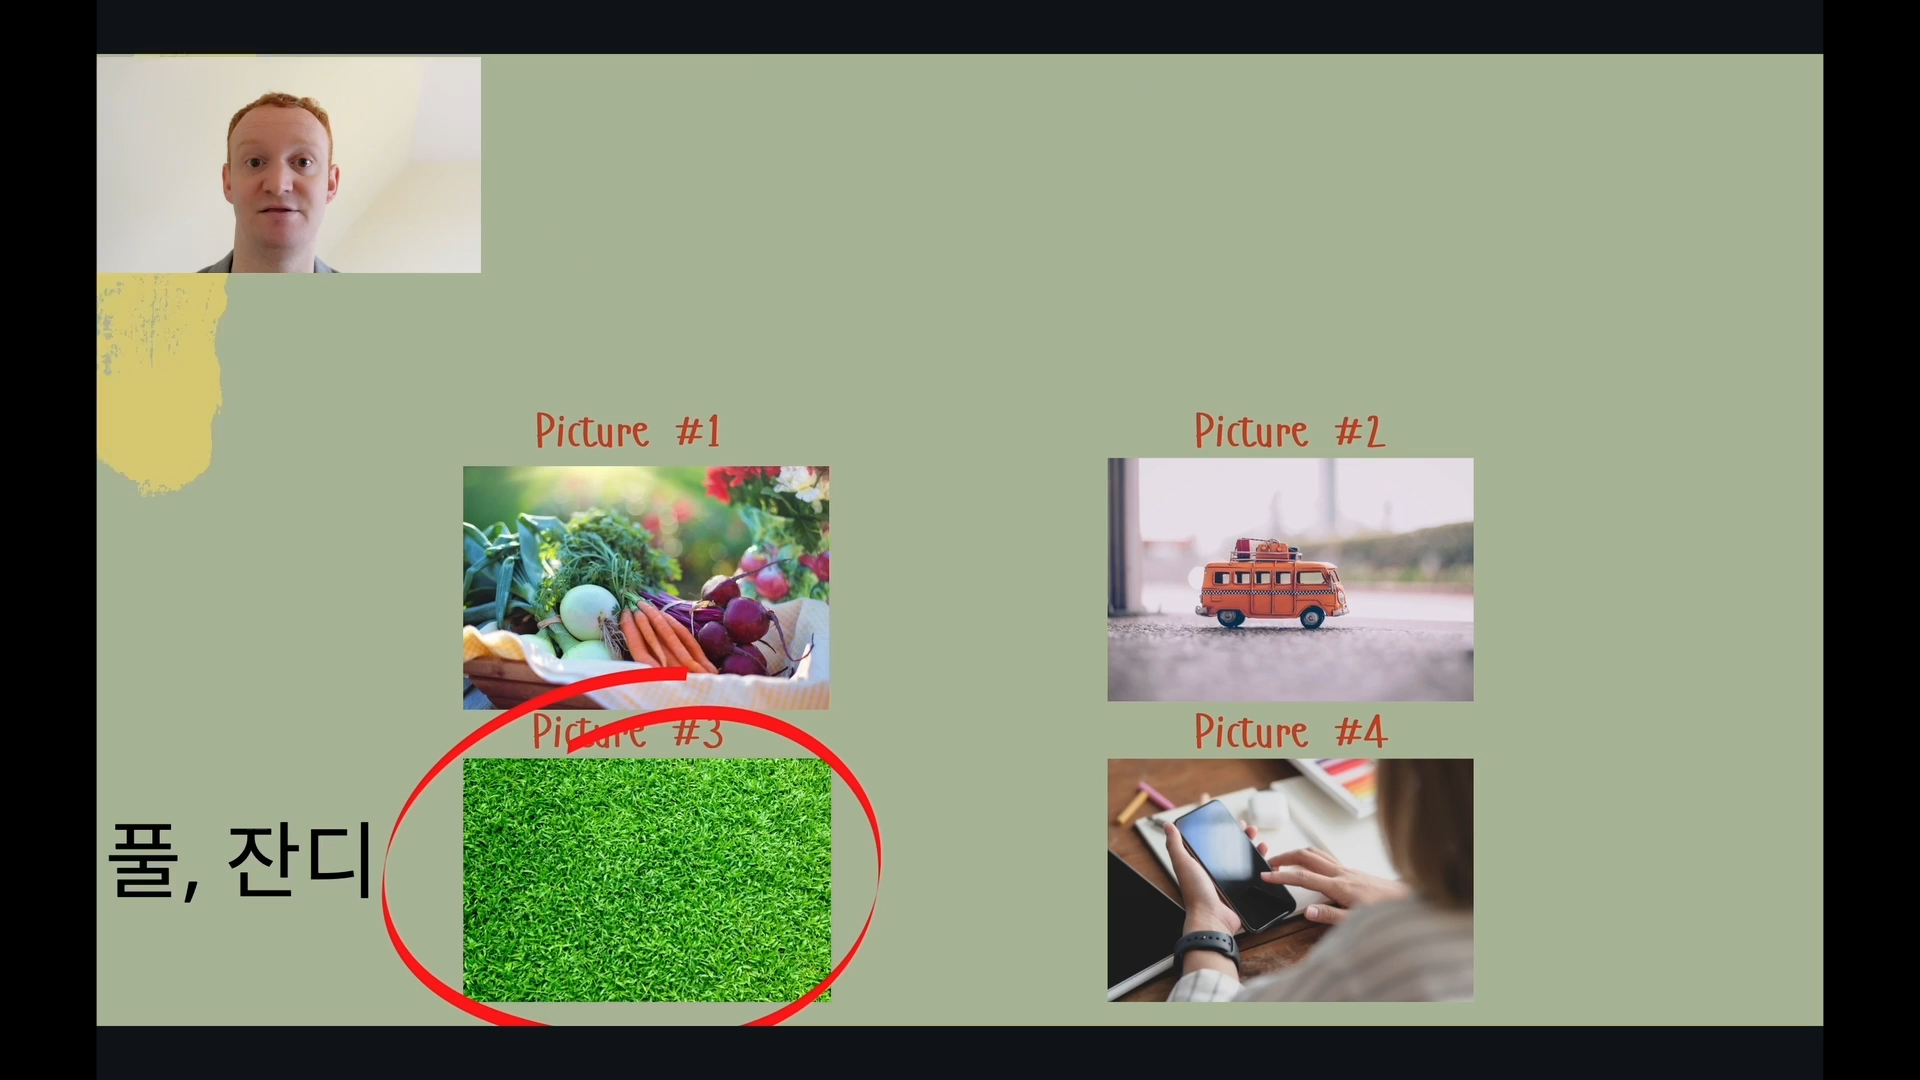 Picture #1
Picture #2
Picture #3
Picture #4
풀, 잔디